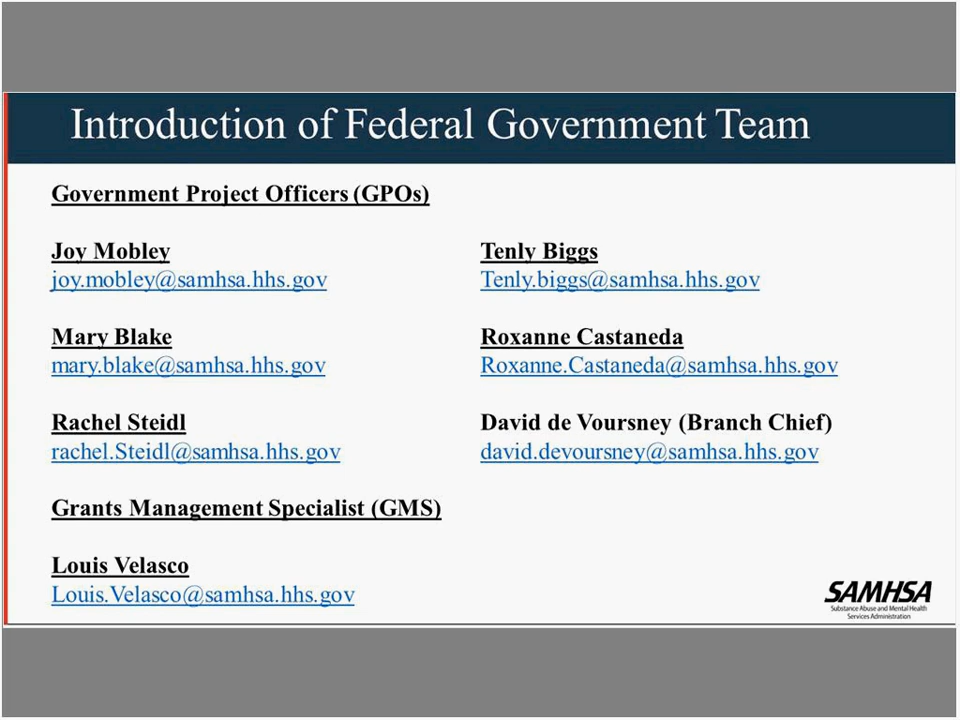 Introduction of Federal Government Team
Government Project Officers (GPOs)
Joy Mobley
joy.mobley@samhsa.hhs.gov
Mary Blake
mary.blake@samhsa.hhs.gov
Rachel Steidl
rachel.Steidl@samhsa.hhs.gov
Tenly Biggs
Tenly.biggs@samhsa.hhs.gov
Roxanne Castaneda
Roxanne.Castaneda@samhsa.hhs.gov
David de Voursney (Branch Chief)
david.devoursney@samhsa.hhs.gov
Grants Management Specialist (GMS)
Louis Velasco
Louis.Velasco@samhsa.hhs.gov
SAMHSA
Substance Abuse and Mental Health
Services Administration